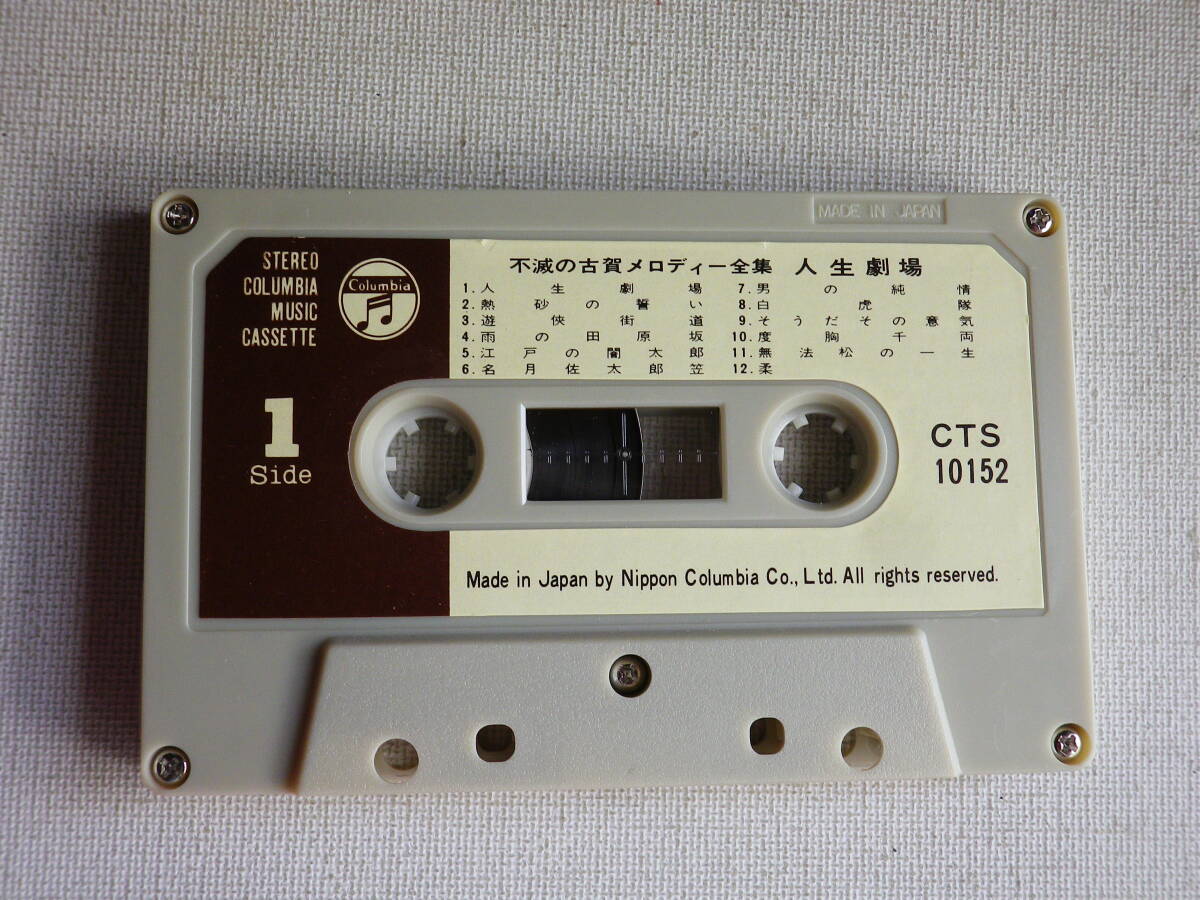 MADE IN JAPAN
STEREO
COLUMBIA
MUSIC
CASSETTE
Columbia
不滅の古賀メロディー全集 人生劇場
1. 人生劇場
2. 熱砂の誓い
3. 遊侠街道
4. 雨の田原坂
5. 江戸の闇太郎
6. 名月佐太郎笠
7. 男の純情
8. 白虎隊
9. そうだその意気
10. 度胸千両
11. 無法松の一生
12. 柔
1
Side
CTS
10152
Made in Japan by Nippon Columbia Co., Ltd. All rights reserved.